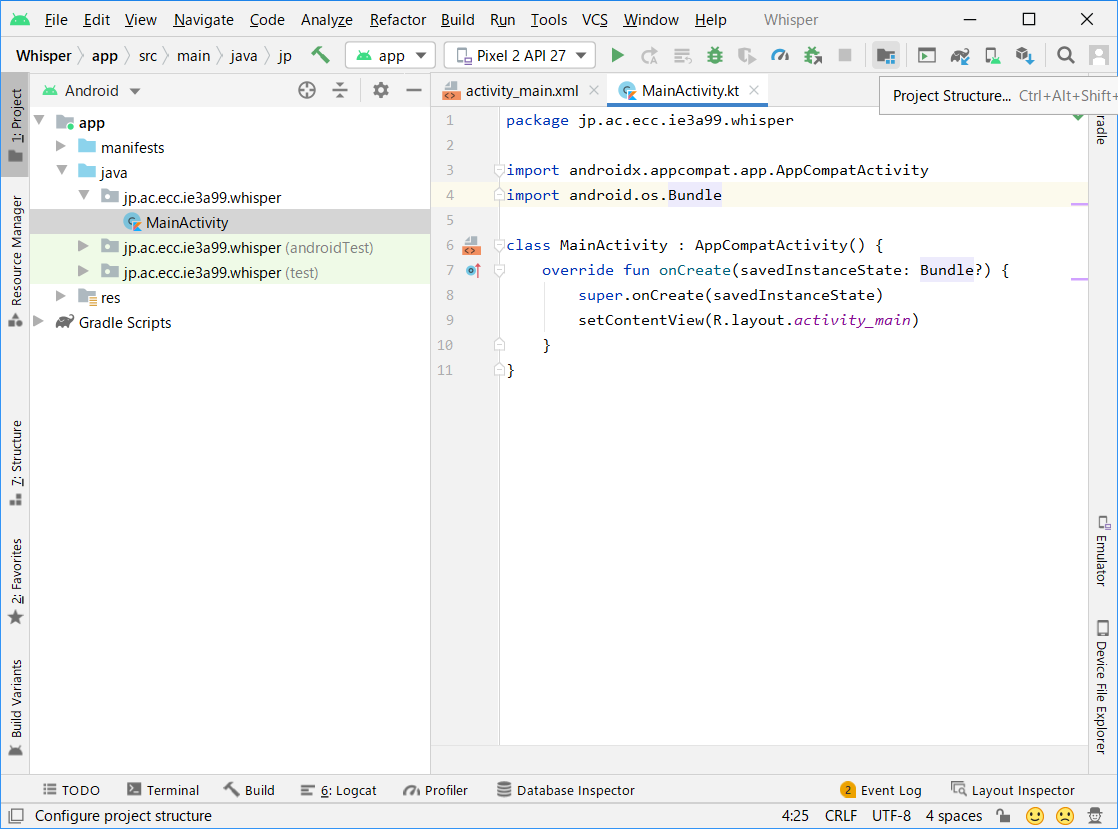 File Edit View Navigate Code Analyze Refactor Build Run Tools VCS Window Help Whisper
Whisper app src main java jp app Pixel 2 API 27
Project Structure... Ctrl+Alt+Shift+
Android
activity_main.xml MainActivity.kt
1: Project
Resource Manager
7: Structure
2: Favorites
Build Variants
app
manifests
java
jp.ac.ecc.ie3a99.whisper
MainActivity
jp.ac.ecc.ie3a99.whisper (androidTest)
jp.ac.ecc.ie3a99.whisper (test)
res
Gradle Scripts
1 package jp.ac.ecc.ie3a99.whisper
2
3 import androidx.appcompat.app.AppCompatActivity
4 import android.os.Bundle
5
6 class MainActivity : AppCompatActivity() {
7 override fun onCreate(savedInstanceState: Bundle?) {
8 super.onCreate(savedInstanceState)
9 setContentView(R.layout.activity_main)
10 }
11 }
radle
Emulator
Device File Explorer
TODO Terminal Build 6: Logcat Profiler Database Inspector 2 Event Log Layout Inspector
Configure project structure 4:25 CRLF UTF-8 4 spaces